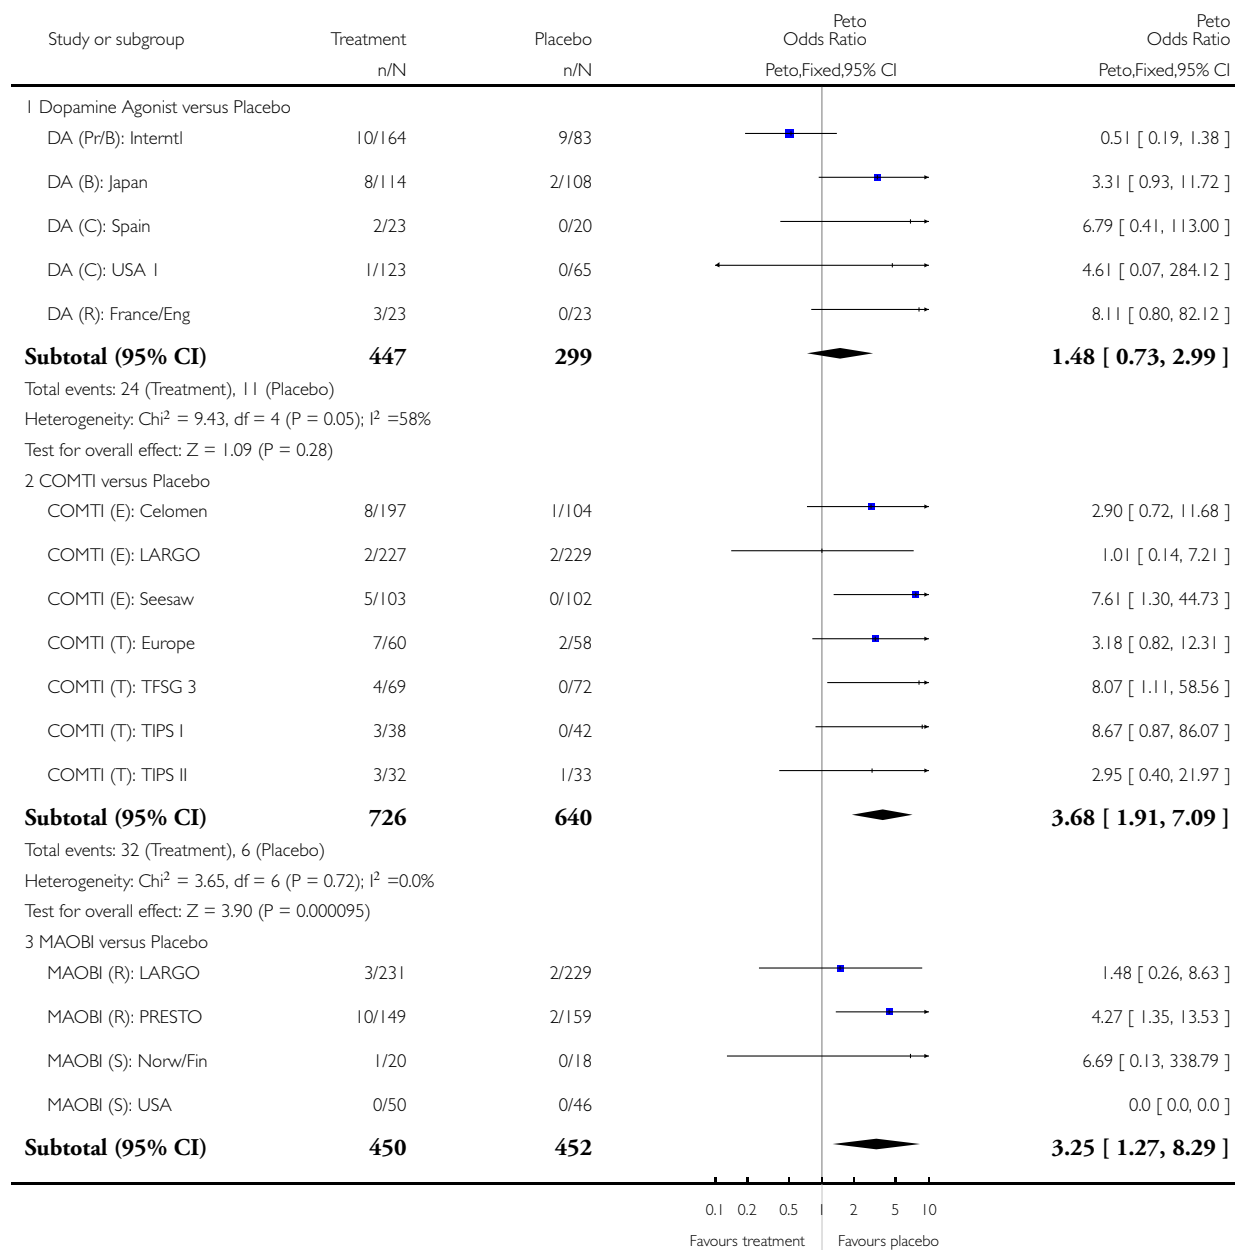 Peto Peto
Study or subgroup Treatment Placebo Odds Ratio Odds Ratio
n/N n/N Peto,Fixed,95% CI Peto,Fixed,95% CI
1 Dopamine Agonist versus Placebo
DA (Pr/B): Interntl 10/164 9/83 0.51 [ 0.19, 1.38 ]
DA (B): Japan 8/114 2/108 3.31 [ 0.93, 11.72 ]
DA (C): Spain 2/23 0/20 6.79 [ 0.41, 113.00 ]
DA (C): USA 1 1/123 0/65 4.61 [ 0.07, 284.12 ]
DA (R): France/Eng 3/23 0/23 8.11 [ 0.80, 82.12 ]
Subtotal (95% CI) 447 299 1.48 [ 0.73, 2.99 ]
Total events: 24 (Treatment), 11 (Placebo)
Heterogeneity: Chi² = 9.43, df = 4 (P = 0.05); I² =58%
Test for overall effect: Z = 1.09 (P = 0.28)
2 COMTI versus Placebo
COMTI (E): Celomen 8/197 1/104 2.90 [ 0.72, 11.68 ]
COMTI (E): LARGO 2/227 2/229 1.01 [ 0.14, 7.21 ]
COMTI (E): Seesaw 5/103 0/102 7.61 [ 1.30, 44.73 ]
COMTI (T): Europe 7/60 2/58 3.18 [ 0.82, 12.31 ]
COMTI (T): TFSG 3 4/69 0/72 8.07 [ 1.11, 58.56 ]
COMTI (T): TIPS I 3/38 0/42 8.67 [ 0.87, 86.07 ]
COMTI (T): TIPS II 3/32 1/33 2.95 [ 0.40, 21.97 ]
Subtotal (95% CI) 726 640 3.68 [ 1.91, 7.09 ]
Total events: 32 (Treatment), 6 (Placebo)
Heterogeneity: Chi² = 3.65, df = 6 (P = 0.72); I² =0.0%
Test for overall effect: Z = 3.90 (P = 0.000095)
3 MAOBI versus Placebo
MAOBI (R): LARGO 3/231 2/229 1.48 [ 0.26, 8.63 ]
MAOBI (R): PRESTO 10/149 2/159 4.27 [ 1.35, 13.53 ]
MAOBI (S): Norw/Fin 1/20 0/18 6.69 [ 0.13, 338.79 ]
MAOBI (S): USA 0/50 0/46 0.0 [ 0.0, 0.0 ]
Subtotal (95% CI) 450 452 3.25 [ 1.27, 8.29 ]
0.1 0.2 0.5 1 2 5 10
Favours treatment Favours placebo